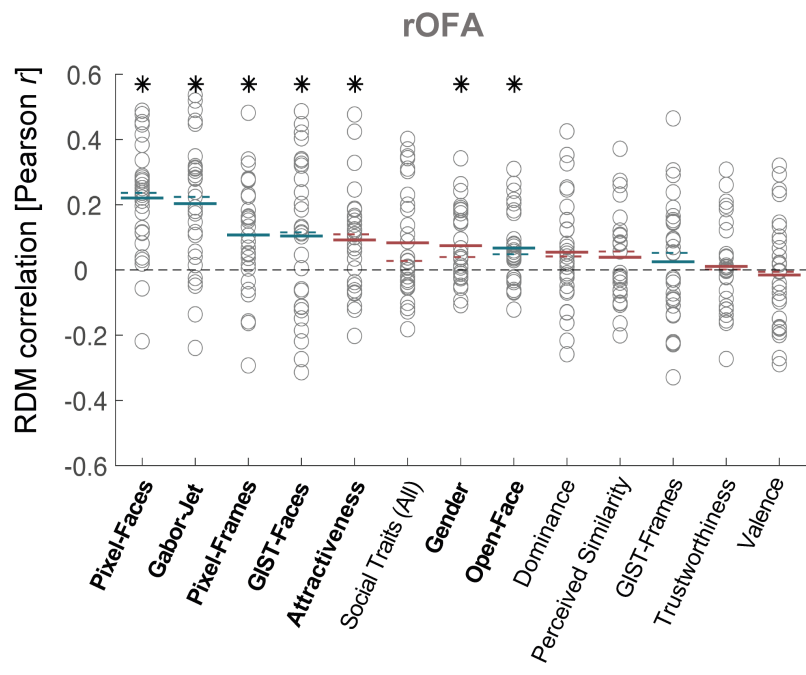 rOFA
RDM correlation [Pearson r]
0.6
0.4
0.2
0
-0.2
-0.4
-0.6
* * * * * * *
Pixel-Faces
Gabor-Jet
Pixel-Frames
GIST-Faces
Attractiveness
Social Traits (All)
Gender
Open-Face
Dominance
Perceived Similarity
GIST-Frames
Trustworthiness
Valence